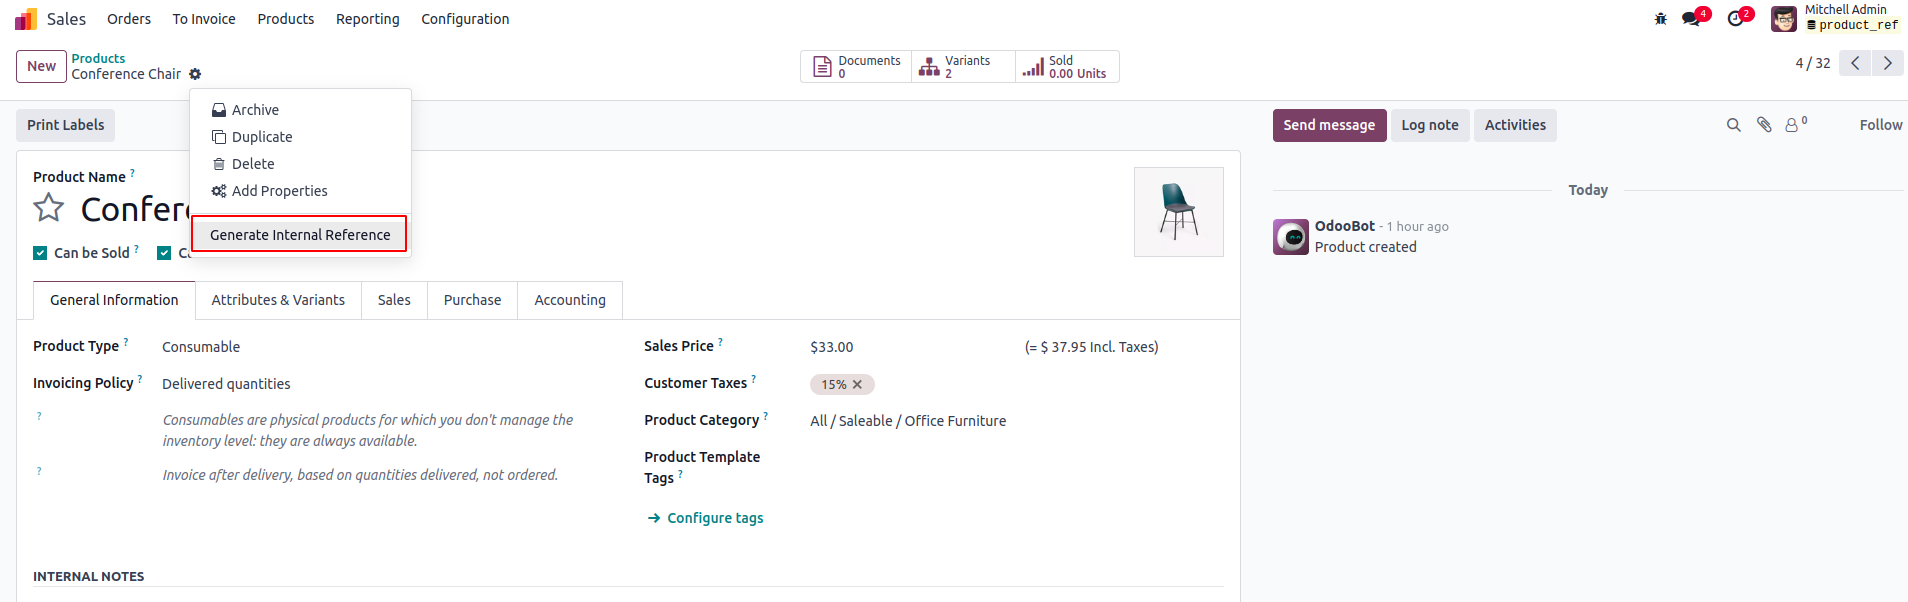 Sales Orders To Invoice Products Reporting Configuration 4 2 Mitchell Admin
product_ref
New Products
Conference Chair
Documents 0 Variants 2 Sold 0.00 Units
4 / 32
Archive
Duplicate
Delete
Add Properties
Generate Internal Reference
Print Labels
Send message Log note Activities 0 Follow
Product Name ?
Confer
Can be Sold ?
General Information Attributes & Variants Sales Purchase Accounting
Product Type ? Consumable
Invoicing Policy ? Delivered quantities
? Consumables are physical products for which you don't manage the
inventory level: they are always available.
? Invoice after delivery, based on quantities delivered, not ordered.
Sales Price ? $33.00 (= $ 37.95 Incl. Taxes)
Customer Taxes ? 15% ✕
Product Category ? All / Saleable / Office Furniture
Product Template
Tags ?
→ Configure tags
INTERNAL NOTES
Today
OdooBot - 1 hour ago
Product created